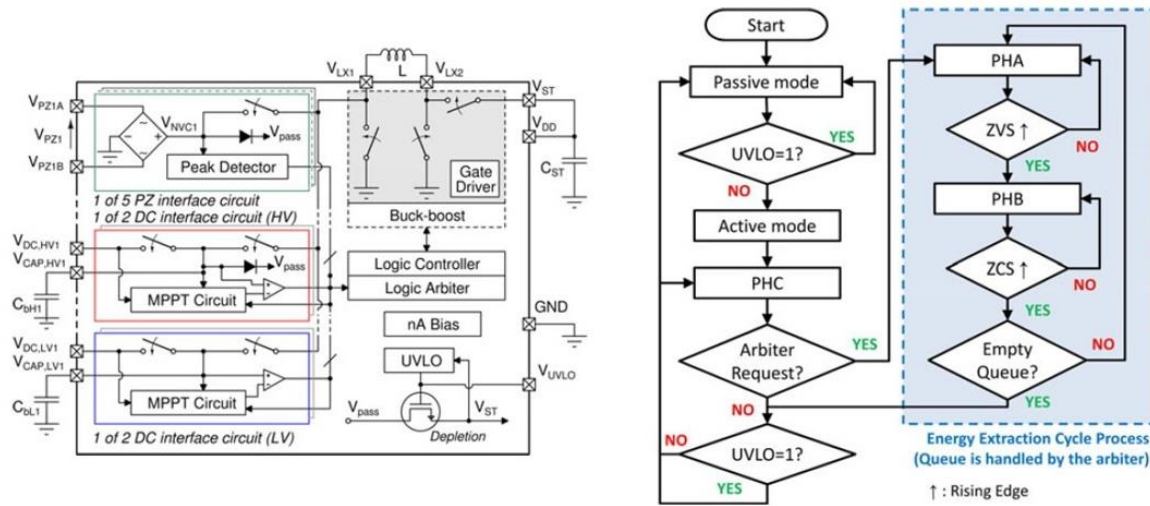 L
V_LX1
V_LX2
V_PZ1A
V_ST
V_NVC1
V_pass
V_DD
V_PZ1
V_PZ1B
Peak Detector
Gate
Driver
C_ST
1 of 5 PZ interface circuit
1 of 2 DC interface circuit (HV)
Buck-boost
V_DC,HV1
V_CAP,HV1
V_pass
Logic Controller
MPPT Circuit
Logic Arbiter
C_bH1
GND
nA Bias
V_DC,LV1
V_CAP,LV1
UVLO
V_UVLO
MPPT Circuit
C_bL1
V_pass
V_ST
Depletion
1 of 2 DC interface circuit (LV)
Start
Passive mode
YES
UVLO=1?
NO
Active mode
PHC
Arbiter
Request?
YES
NO
NO
UVLO=1?
YES
PHA
ZVS ↑
NO
YES
PHB
ZCS ↑
NO
YES
Empty
Queue?
NO
YES
Energy Extraction Cycle Process
(Queue is handled by the arbiter)
↑ : Rising Edge